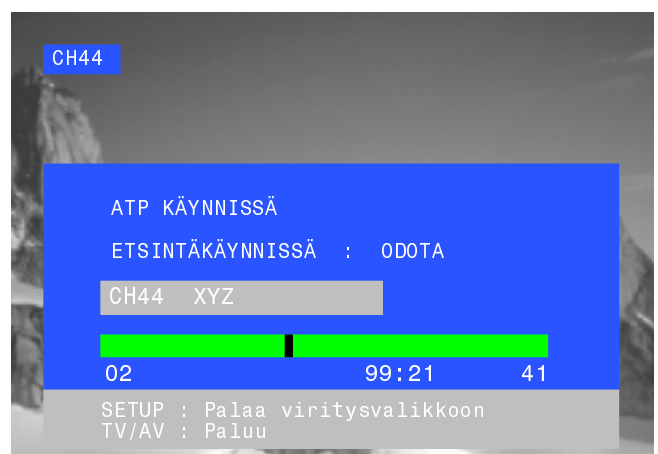 CH44
ATP KÄYNNISSÄ
ETSINTÄKÄYNNISSÄ : ODOTA
CH44 XYZ
02 99:21 41
SETUP : Palaa viritysvalikkoon
TV/AV : Paluu